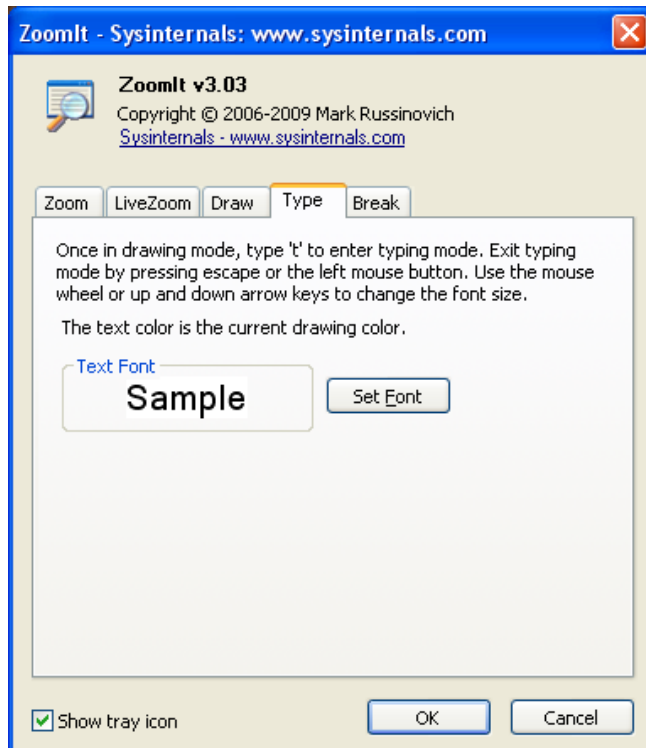 ZoomIt - Sysinternals: www.sysinternals.com
ZoomIt v3.03
Copyright © 2006-2009 Mark Russinovich
Sysinternals - www.sysinternals.com
Zoom LiveZoom Draw Type Break
Once in drawing mode, type 't' to enter typing mode. Exit typing
mode by pressing escape or the left mouse button. Use the mouse
wheel or up and down arrow keys to change the font size.
The text color is the current drawing color.
Text Font
Sample Set Font
Show tray icon OK Cancel